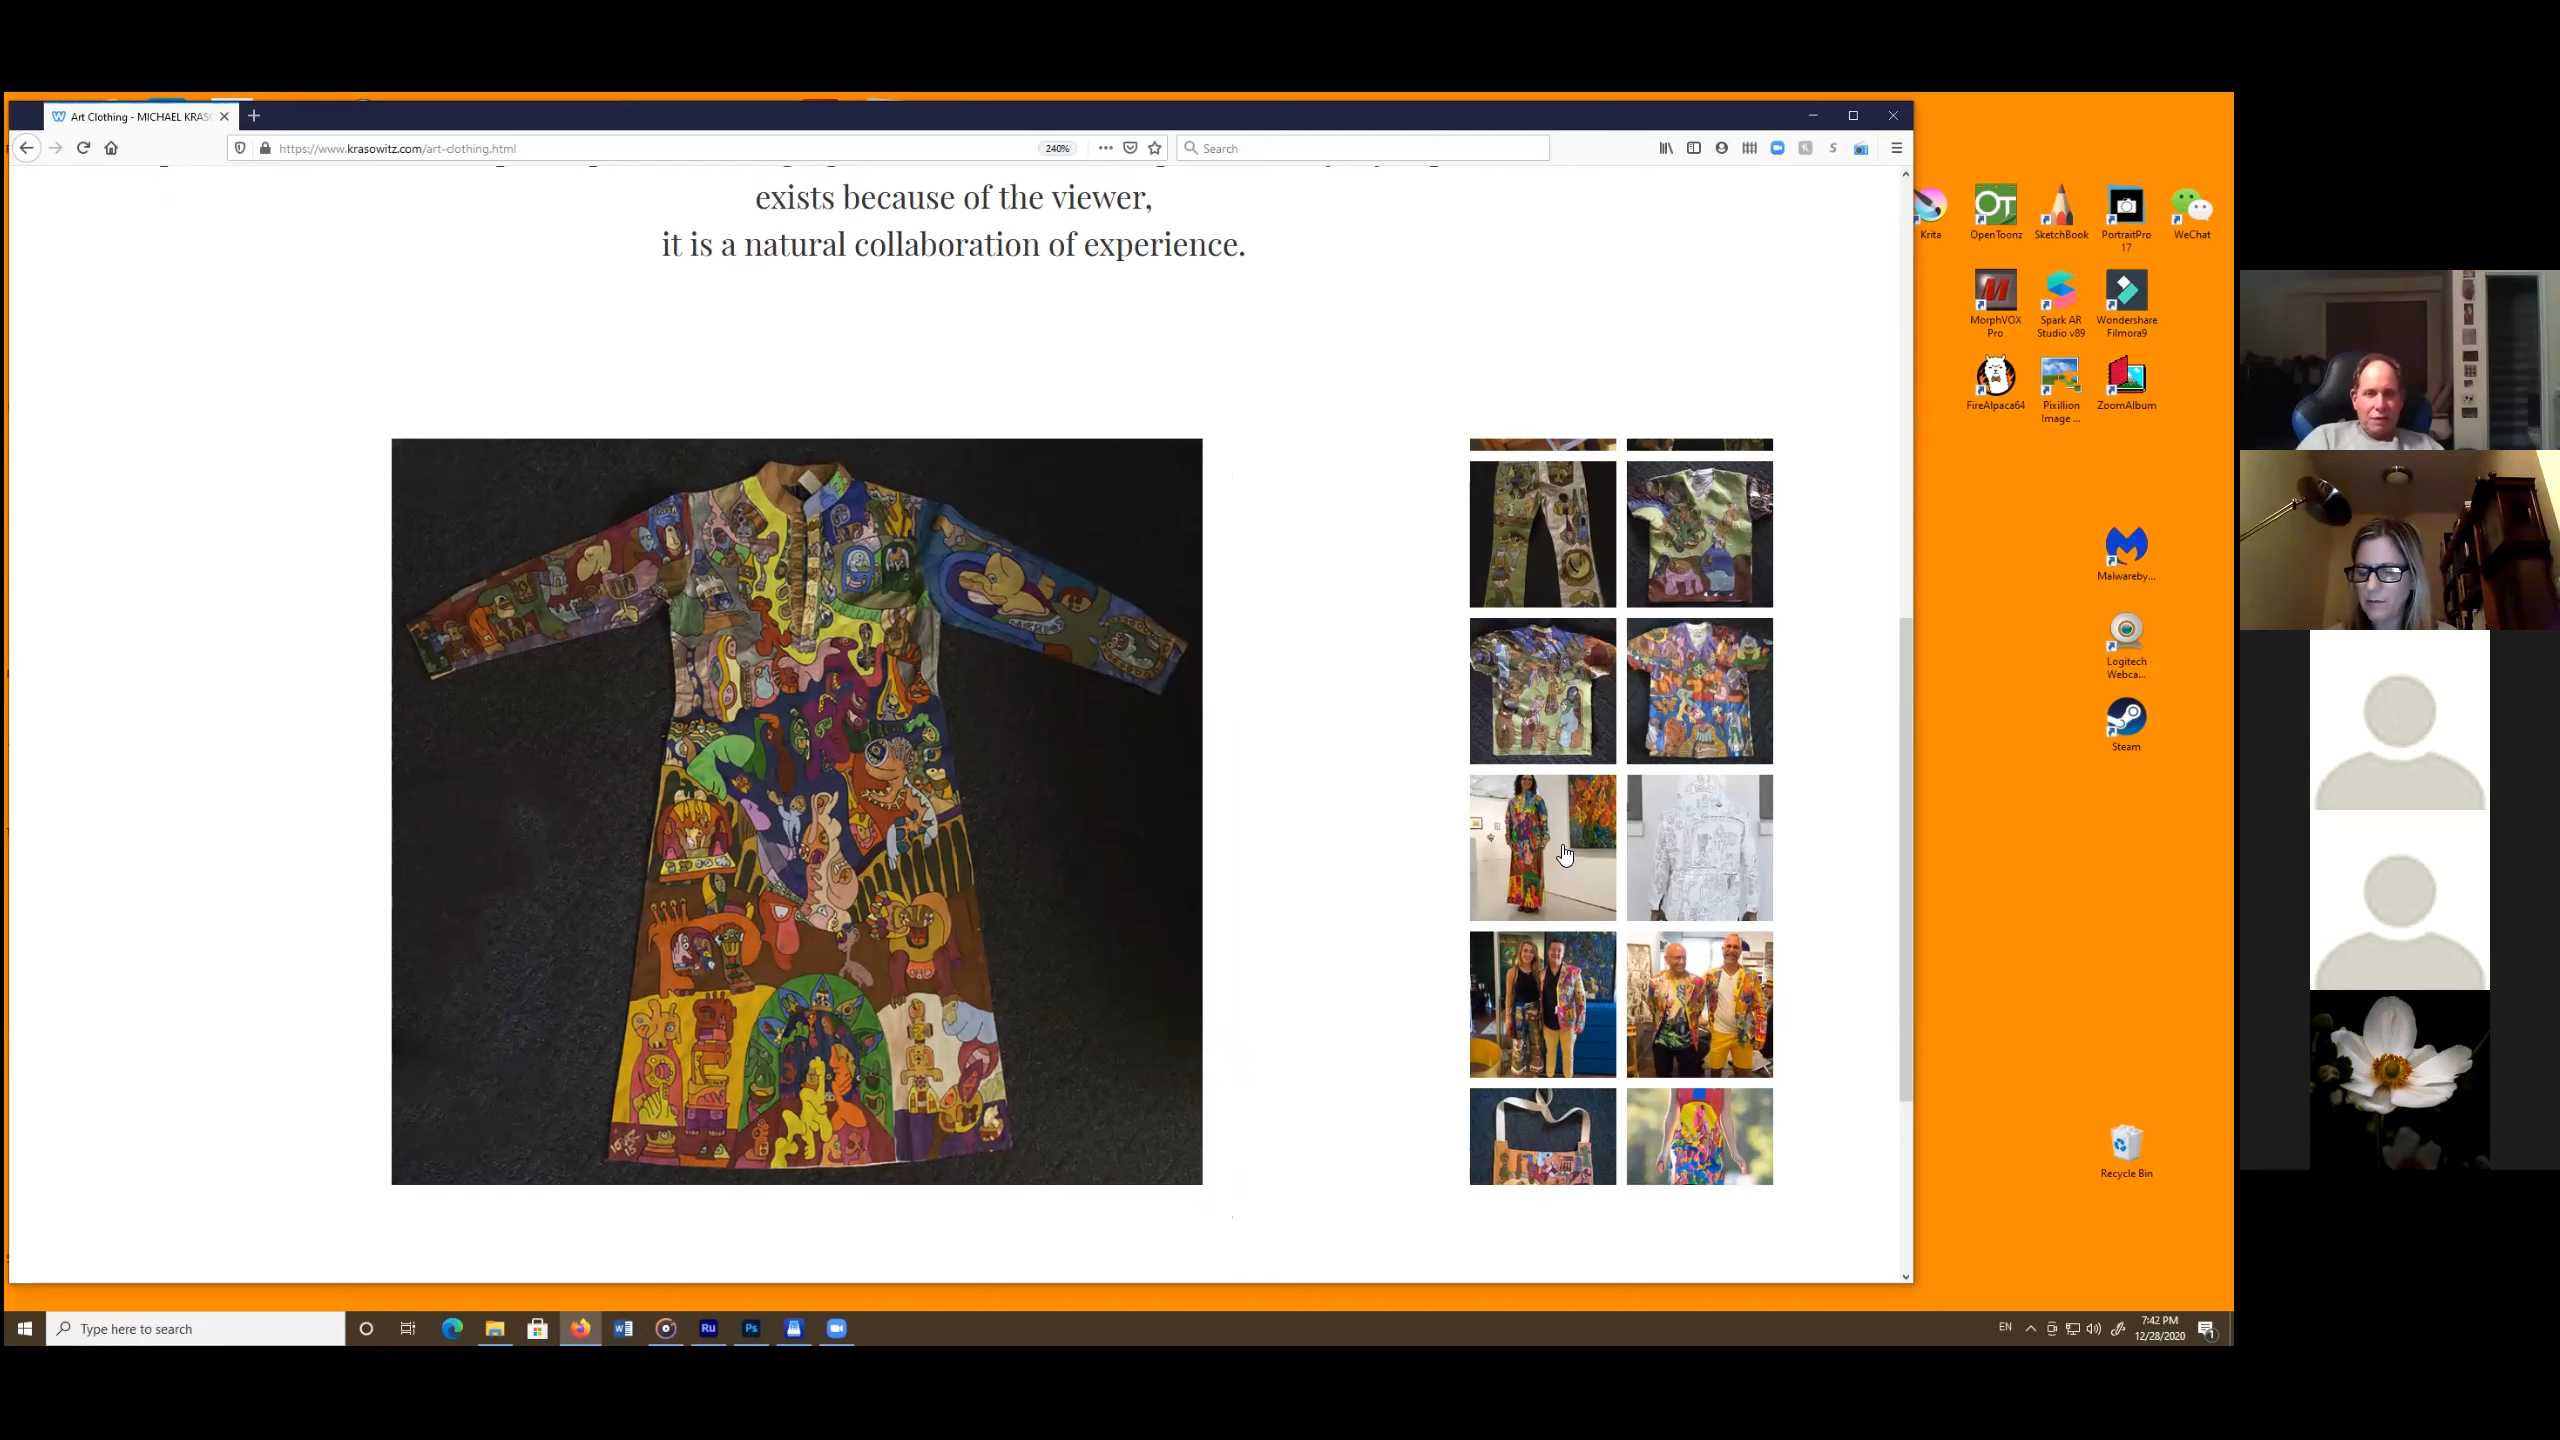 Art Clothing - MICHAEL KRAS
https://www.krasowitz.com/art-clothing.html
240%
Search
exists because of the viewer,
it is a natural collaboration of experience.
Krita
OpenToonz
SketchBook
PortraitPro
17
WeChat
MorphVOX
Pro
Spark AR
Studio v89
Wondershare
Filmora9
FireAlpaca64
Pixillion
Image ...
ZoomAlbum
Malwareby...
Logitech
Webca...
Steam
Recycle Bin
Type here to search
Ru
Ps
EN
7:42 PM
12/28/2020
1